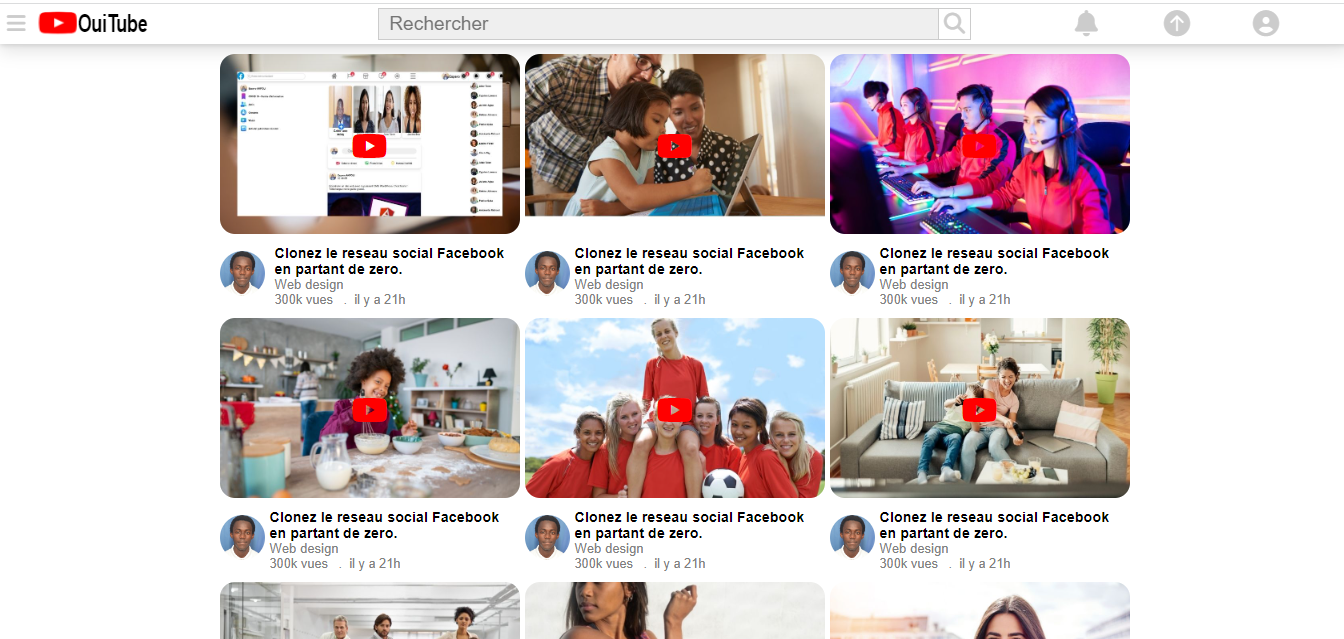 OuiTube
Rechercher
Clonez le reseau social Facebook
en partant de zero.
Web design
300k vues . il y a 21h
Clonez le reseau social Facebook
en partant de zero.
Web design
300k vues . il y a 21h
Clonez le reseau social Facebook
en partant de zero.
Web design
300k vues . il y a 21h
Clonez le reseau social Facebook
en partant de zero.
Web design
300k vues . il y a 21h
Clonez le reseau social Facebook
en partant de zero.
Web design
300k vues . il y a 21h
Clonez le reseau social Facebook
en partant de zero.
Web design
300k vues . il y a 21h